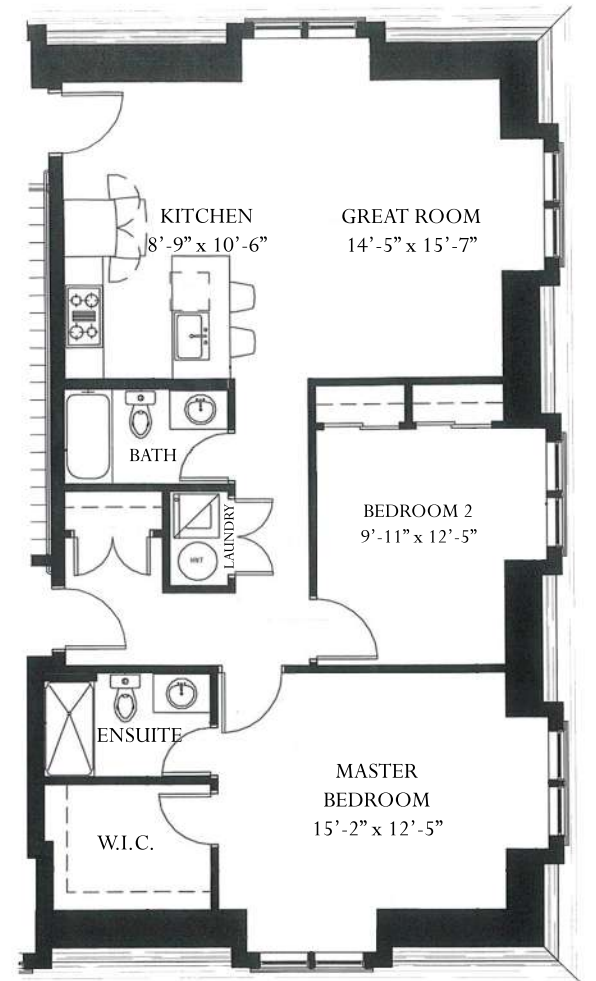 KITCHEN
8'-9" x 10'-6"
GREAT ROOM
14'-5" x 15'-7"
BATH
LAUNDRY
HWT
BEDROOM 2
9'-11" x 12'-5"
ENSUITE
MASTER
BEDROOM
15'-2" x 12'-5"
W.I.C.